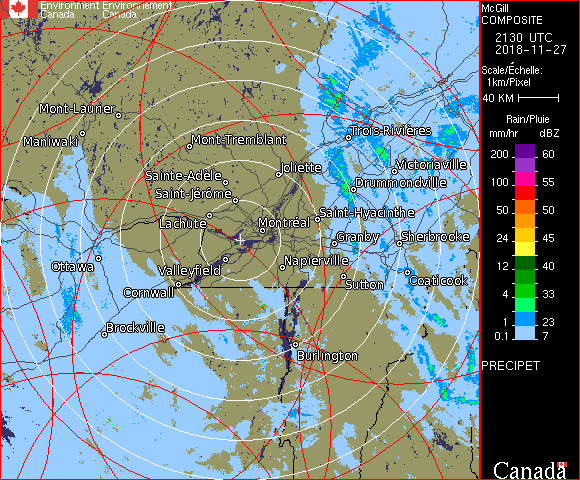 Environment Environnement
Canada Canada
McGill
COMPOSITE
2130 UTC
2018-11-27
Scale/Échelle:
1km/Pixel
40 KM
Rain/Pluie
mm/hr dBZ
200 60
100 55
50 50
24 45
12 40
4 33
1 23
0.1 7
PRECIPET
Canada
Mont-Laurier
Maniwaki
Trois-Rivières
Mont-Tremblant
Joliette
Victoriaville
Sainte-Adèle
Drummondville
Saint-Jérôme
Saint-Hyacinthe
Lachute
Montréal
Granby
Sherbrooke
Ottawa
Valleyfield
Napierville
Cornwall
Sutton
Coaticook
Brockville
Burlington